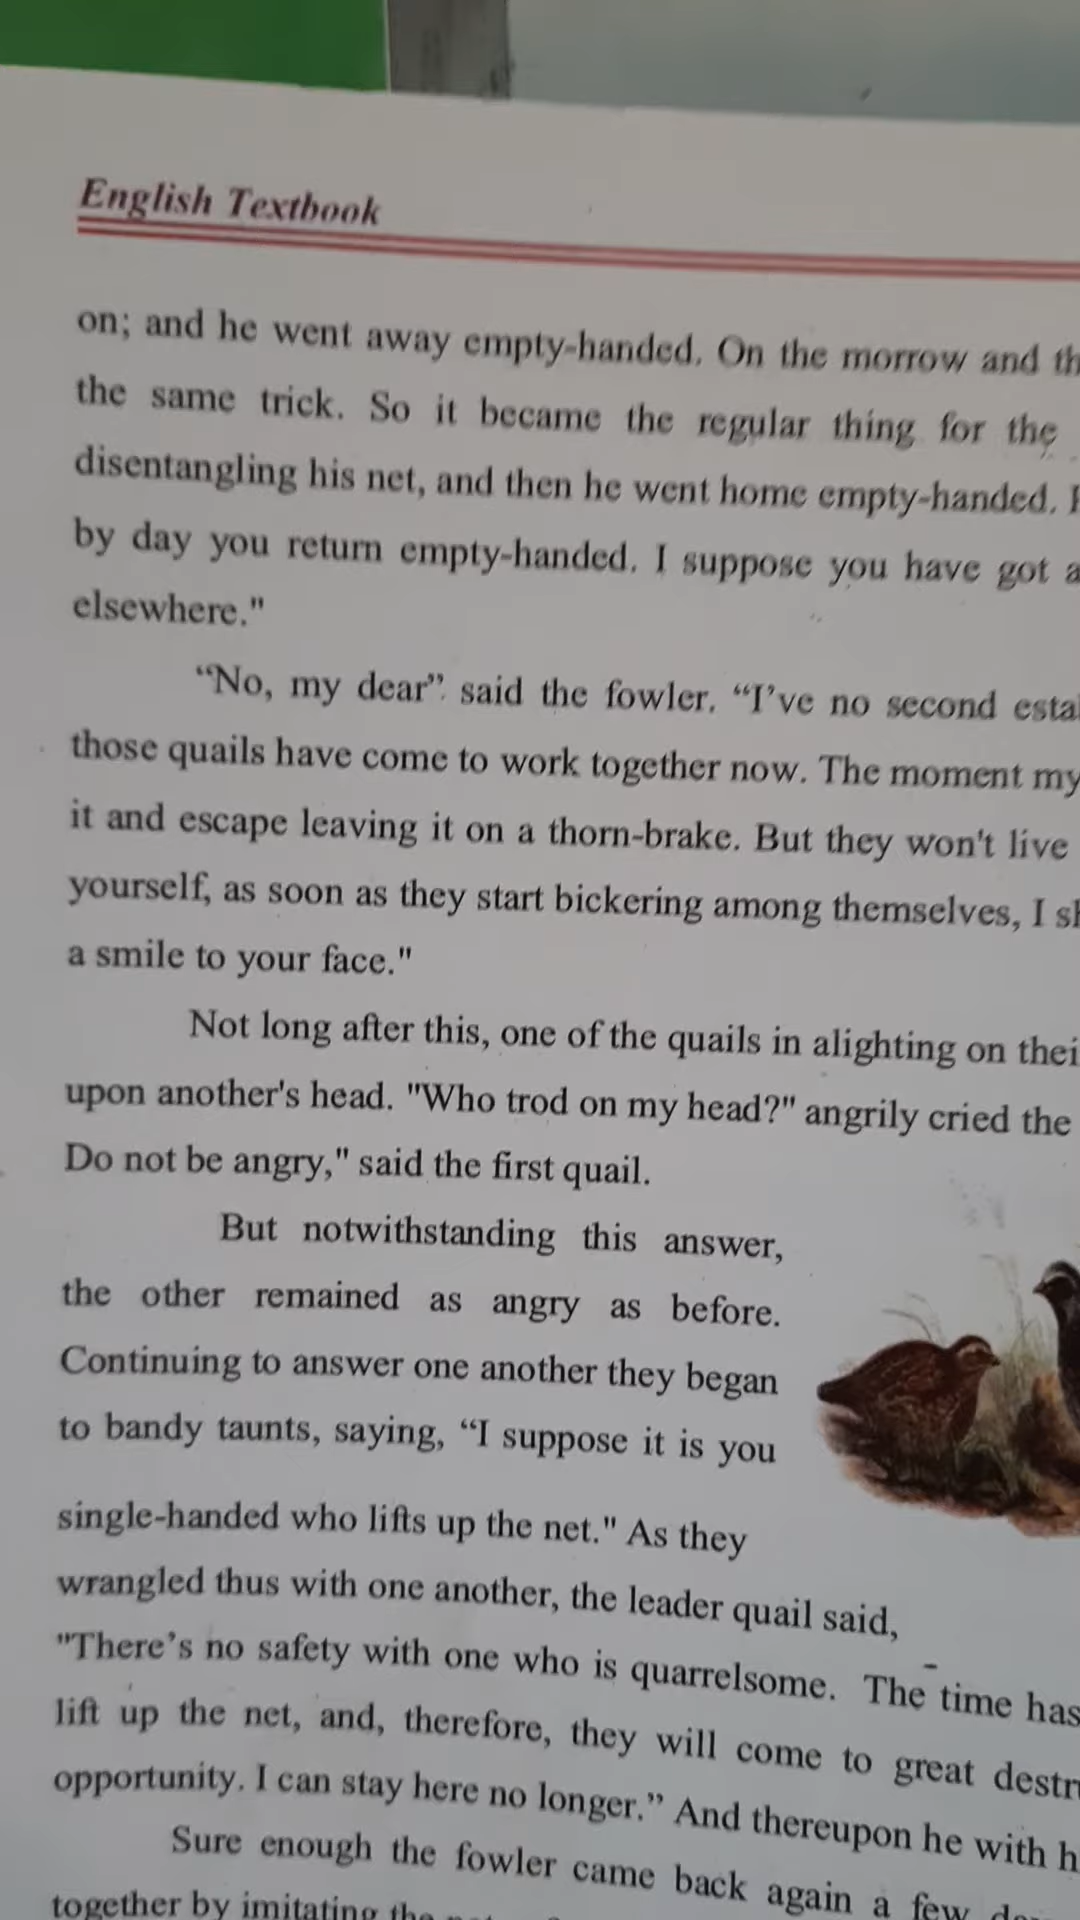 English Textbook
on; and he went away empty-handed. On the morrow and
the same trick. So it became the regular thing for the
disentangling his net, and then he went home empty-handed.
by day you return empty-handed. I suppose you have got
elsewhere."
“No, my dear” said the fowler. “I’ve no second
those quails have come to work together now. The moment my
it and escape leaving it on a thorn-brake. But they won't live
yourself, as soon as they start bickering among themselves, I
a smile to your face."
Not long after this, one of the quails in alighting on
upon another's head. "Who trod on my head?" angrily cried the
Do not be angry," said the first quail.
But notwithstanding this answer,
the other remained as angry as before.
Continuing to answer one another they began
to bandy taunts, saying, “I suppose it is you
single-handed who lifts up the net." As they
wrangled thus with one another, the leader quail said,
"There’s no safety with one who is quarrelsome. The time has
lift up the net, and, therefore, they will come to great
opportunity. I can stay here no longer.” And thereupon he with
Sure enough the fowler came back again a few
together by imitating the